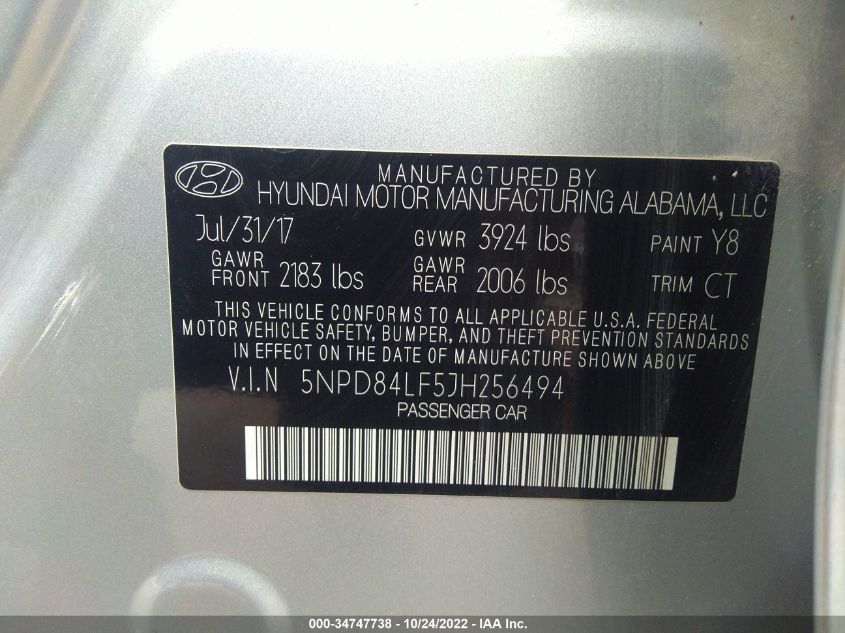 MANUFACTURED BY
HYUNDAI MOTOR MANUFACTURING ALABAMA, LLC
Jul/31/17 GVWR 3924 lbs PAINT Y8
GAWR FRONT 2183 lbs GAWR REAR 2006 lbs TRIM CT
THIS VEHICLE CONFORMS TO ALL APPLICABLE U.S.A. FEDERAL
MOTOR VEHICLE SAFETY, BUMPER, AND THEFT PREVENTION STANDARDS
IN EFFECT ON THE DATE OF MANUFACTURE SHOWN ABOVE
V.I.N 5NPD84LF5JH256494
PASSENGER CAR
000-34747738 - 10/24/2022 - IAA Inc.